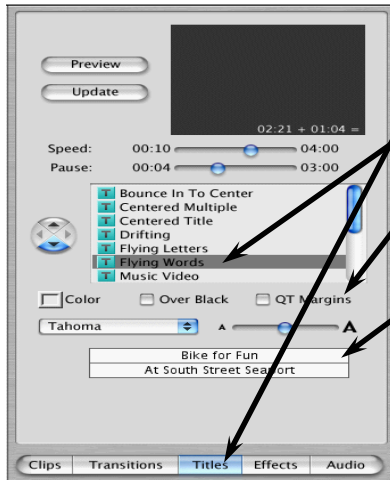 Preview
Update
02:21 + 01:04 =
Speed: 00:10 04:00
Pause: 00:04 03:00
T Bounce In To Center
T Centered Multiple
T Centered Title
T Drifting
T Flying Letters
T Flying Words
T Music Video
Color Over Black QT Margins
Tahoma A A
Bike for Fun
At South Street Seaport
Clips Transitions Titles Effects Audio